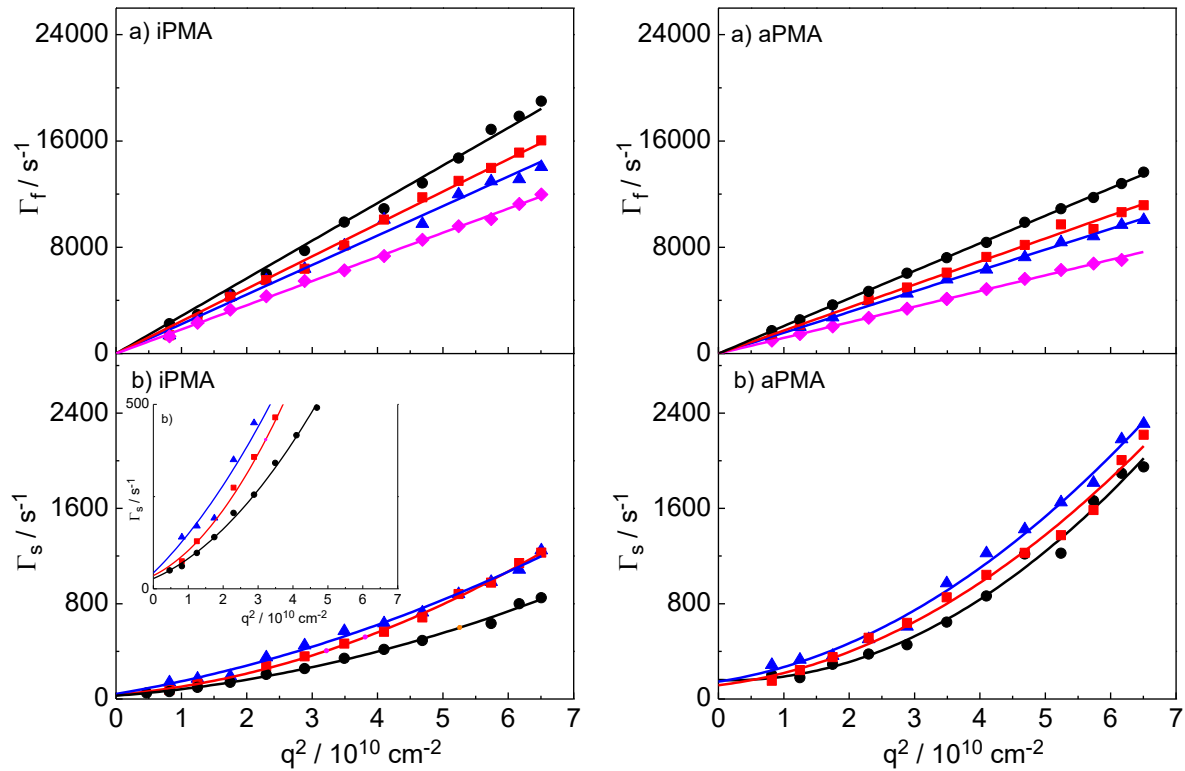 a) iPMA
24000
16000
8000
0
Γf / s-1
a) aPMA
24000
16000
8000
0
Γf / s-1
b) iPMA
2400
1600
800
0
Γs / s-1
0 1 2 3 4 5 6 7
q2 / 1010 cm-2
b)
500
0
Γs / s-1
0 1 2 3 4 5 6 7
q2 / 1010 cm-2
b) aPMA
2400
1600
800
0
Γs / s-1
0 1 2 3 4 5 6 7
q2 / 1010 cm-2